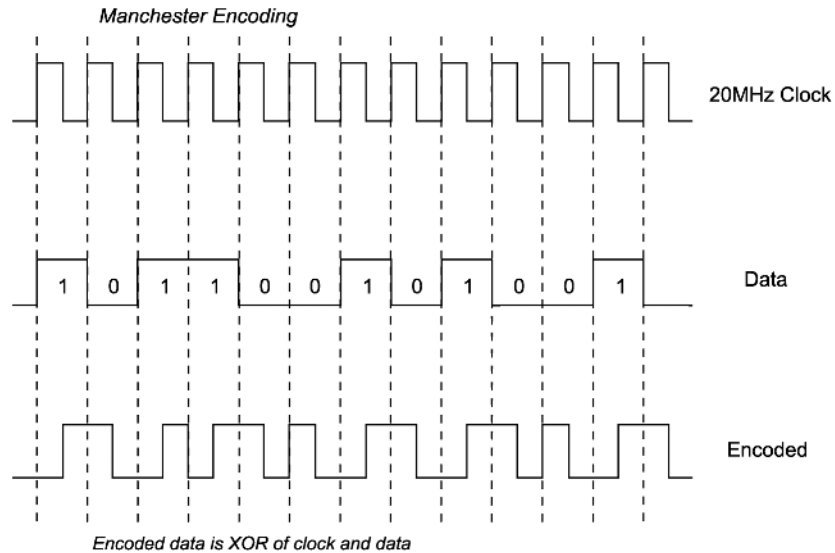 Manchester Encoding
20MHz Clock
1 0 1 1 0 0 1 0 1 0 0 1 Data
Encoded
Encoded data is XOR of clock and data